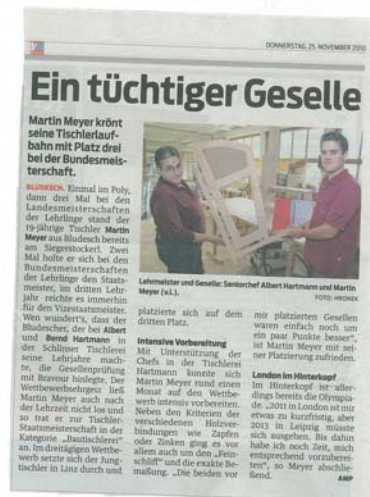 DONNERSTAG, 25. NOVEMBER 2010
Ein tüchtiger Geselle
Martin Meyer krönt
seine Tischlerlauf-
bahn mit Platz drei
bei der Bundesmeis-
terschaft.
BLUDESCH. Einmal im Poly,
dann drei Mal bei den
Landesmeisterschaften
der Lehrlinge stand der
19-jährige Tischler Martin
Meyer aus Bludesch bereits
am Siegerstockerl. Zwei
Mal holte er sich bei den
Bundesmeisterschaften
der Lehrlinge den Staats-
meister, im dritten Lehr-
jahr reichte es immerhin
für den Vizestaatsmeister.
Wen wundert's, dass der
Bludescher, der bei Albert
und Bernd Hartmann in
der Schlinser Tischlerei
seine Lehrjahre mach-
te, die Gesellenprüfung
mit Bravour hinlegte. Der
Wettbewerbsehrgeiz ließ
Martin Meyer auch nach
der Lehrzeit nicht los und
so trat er zur Tischler-
Staatsmeisterschaft in der
Kategorie „Bautischlerei"
an. Im dreitägigen Wettbe-
werb setzte sich der Jung-
tischler in Linz durch und
Lehrmeister und Geselle: Seniorchef Albert Hartmann und Martin
Meyer (v.l.).
FOTO: HRONEK
platzierte sich auf dem
dritten Platz.
Intensive Vorbereitung
Mit Unterstützung der
Chefs in der Tischlerei
Hartmann konnte sich
Martin Meyer rund einen
Monat auf den Wettbe-
werb intensiv vorbereiten.
Neben den Kriterien der
verschiedenen Holzver-
bindungen wie Zapfen
oder Zinken ging es vor
allem auch um den „Fein-
schliff" und die exakte Be-
maßung. „Die beiden vor
mir platzierten Gesellen
waren einfach noch um
ein paar Punkte besser",
ist Martin Meyer mit sei-
ner Platzierung zufrieden.
London im Hinterkopf
Im Hinterkopf ist aller-
dings bereits die Olympia-
de. „2011 in London ist mir
etwas zu kurzfristig, aber
2013 in Leipzig müsste
sich ausgehen. Bis dahin
habe ich noch Zeit, mich
entsprechend vorzuberei-
ten", so Meyer abschlie-
ßend.
AMP